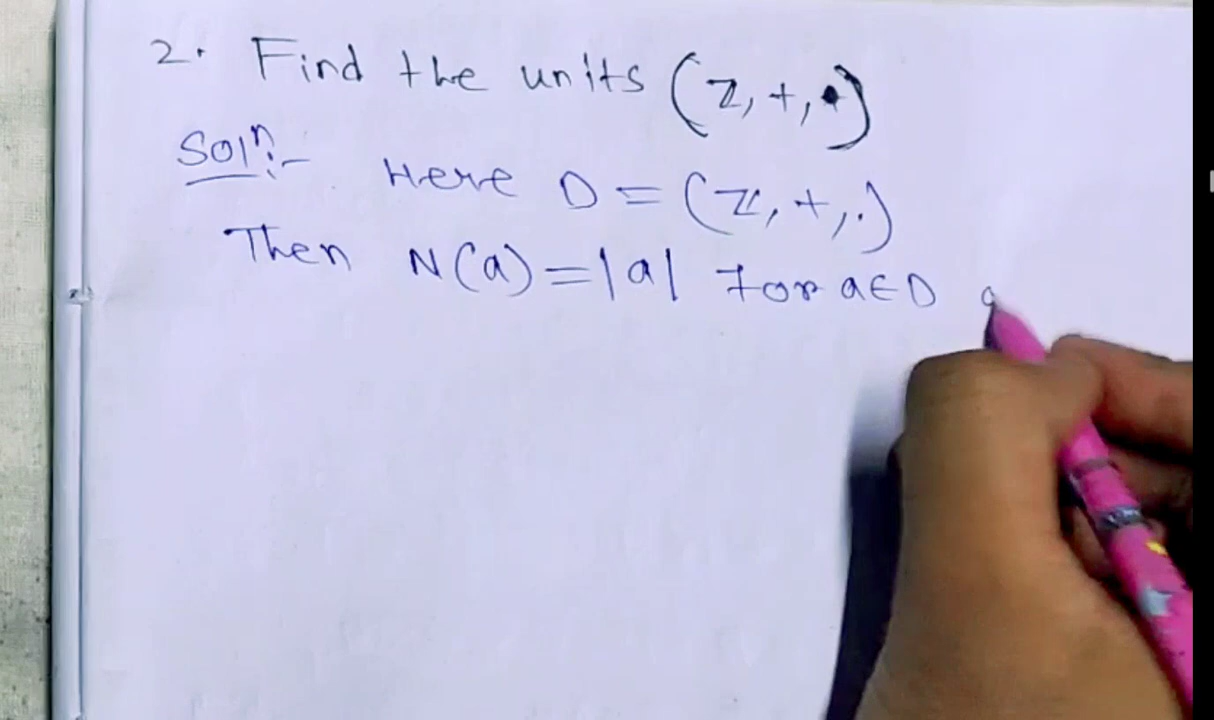 2. Find the units (Z, +, •)
Soln:- Here D = (Z, +, .)
Then N(a) = |a| For a ∈ D a